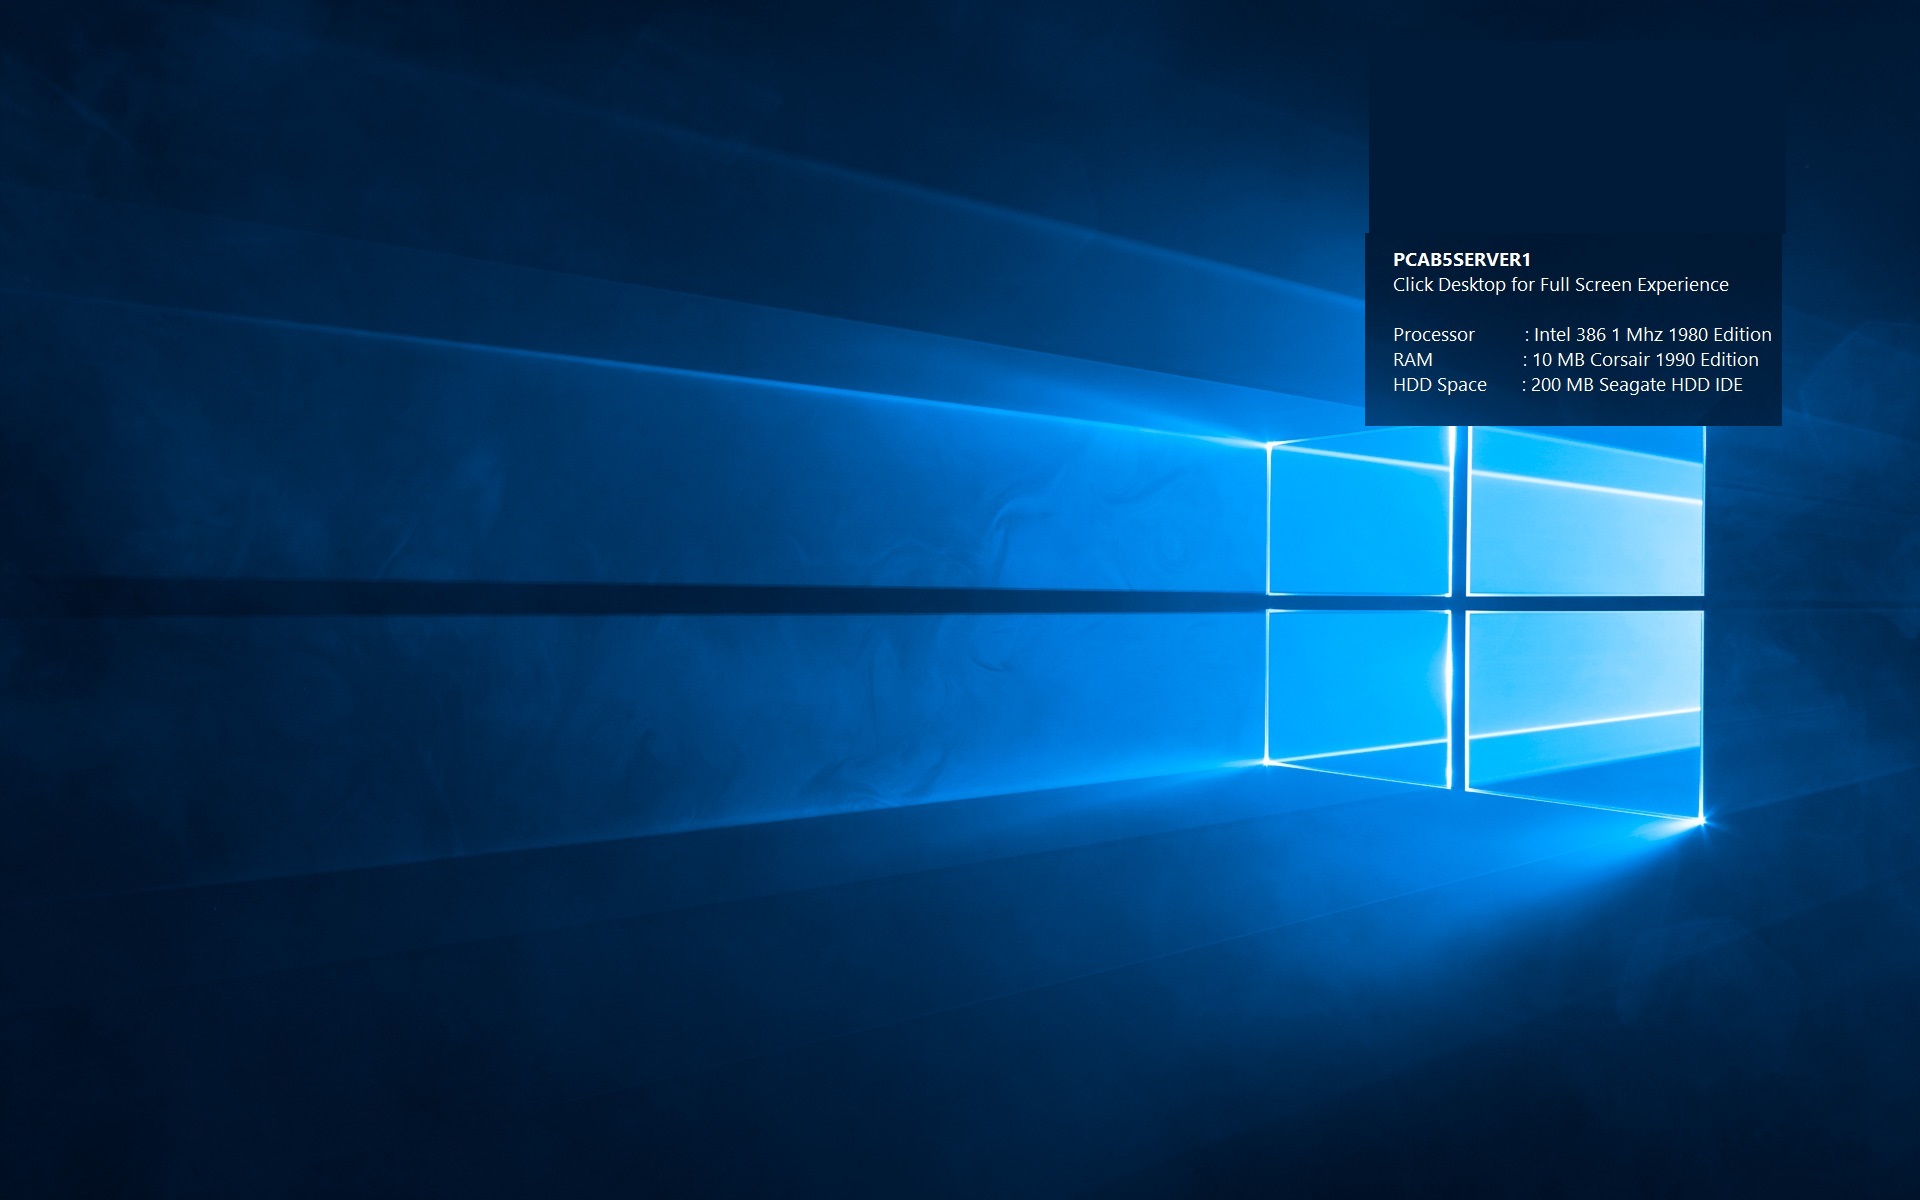 PCAB5SERVER1
Click Desktop for Full Screen Experience
Processor : Intel 386 1 Mhz 1980 Edition
RAM : 10 MB Corsair 1990 Edition
HDD Space : 200 MB Seagate HDD IDE